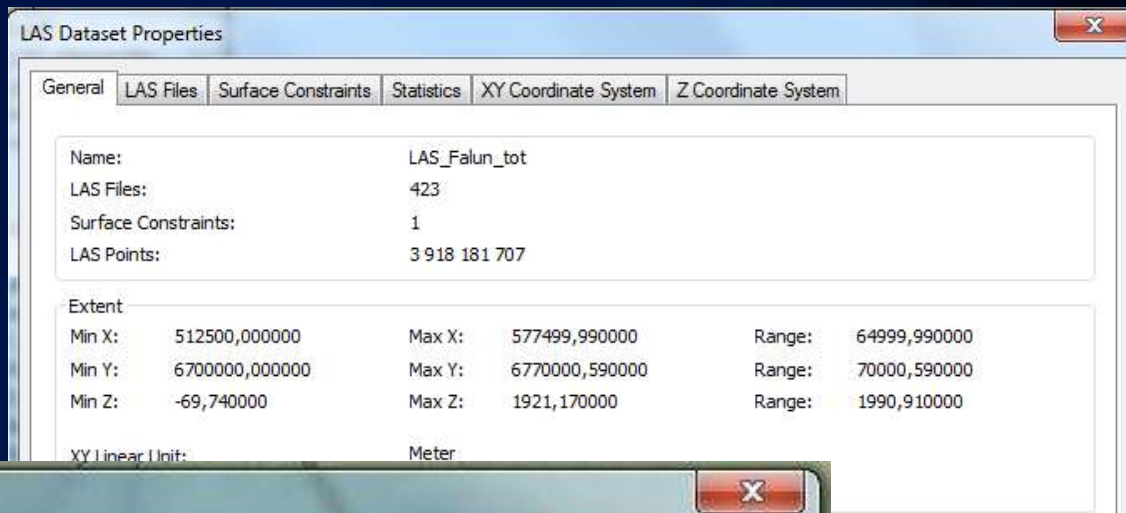 LAS Dataset Properties
General LAS Files Surface Constraints Statistics XY Coordinate System Z Coordinate System
Name: LAS_Falun_tot
LAS Files: 423
Surface Constraints: 1
LAS Points: 3 918 181 707
Extent
Min X: 512500,000000 Max X: 577499,990000 Range: 64999,990000
Min Y: 6700000,000000 Max Y: 6770000,590000 Range: 70000,590000
Min Z: -69,740000 Max Z: 1921,170000 Range: 1990,910000
XY Linear Unit: Meter